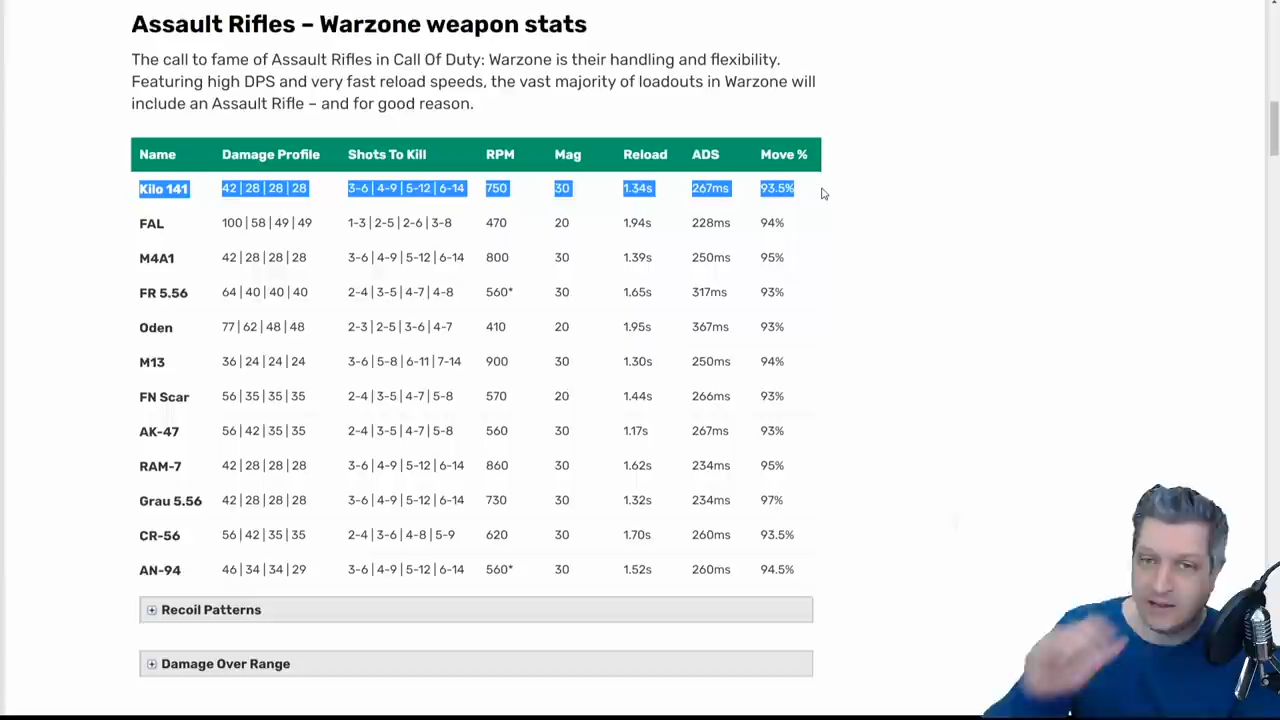 Assault Rifles – Warzone weapon stats
The call to fame of Assault Rifles in Call Of Duty: Warzone is their handling and flexibility.
Featuring high DPS and very fast reload speeds, the vast majority of loadouts in Warzone will
include an Assault Rifle – and for good reason.
Name Damage Profile Shots To Kill RPM Mag Reload ADS Move %
Kilo 141 42 | 28 | 28 | 28 3-6 | 4-9 | 5-12 | 6-14 750 30 1.34s 267ms 93.5%
FAL 100 | 58 | 49 | 49 1-3 | 2-5 | 2-6 | 3-8 470 20 1.94s 228ms 94%
M4A1 42 | 28 | 28 | 28 3-6 | 4-9 | 5-12 | 6-14 800 30 1.39s 250ms 95%
FR 5.56 64 | 40 | 40 | 40 2-4 | 3-5 | 4-7 | 4-8 560* 30 1.65s 317ms 93%
Oden 77 | 62 | 48 | 48 2-3 | 2-5 | 3-6 | 4-7 410 20 1.95s 367ms 93%
M13 36 | 24 | 24 | 24 3-6 | 5-8 | 6-11 | 7-14 900 30 1.30s 250ms 94%
FN Scar 56 | 35 | 35 | 35 2-4 | 3-5 | 4-7 | 5-8 570 20 1.44s 266ms 93%
AK-47 56 | 42 | 35 | 35 2-4 | 3-5 | 4-7 | 5-8 560 30 1.17s 267ms 93%
RAM-7 42 | 28 | 28 | 28 3-6 | 4-9 | 5-12 | 6-14 860 30 1.62s 234ms 95%
Grau 5.56 42 | 28 | 28 | 28 3-6 | 4-9 | 5-12 | 6-14 730 30 1.32s 234ms 97%
CR-56 56 | 42 | 35 | 35 2-4 | 3-6 | 4-8 | 5-9 620 30 1.70s 260ms 93.5%
AN-94 46 | 34 | 34 | 29 3-6 | 4-9 | 5-12 | 6-14 560* 30 1.52s 260ms 94.5%
Recoil Patterns
Damage Over Range